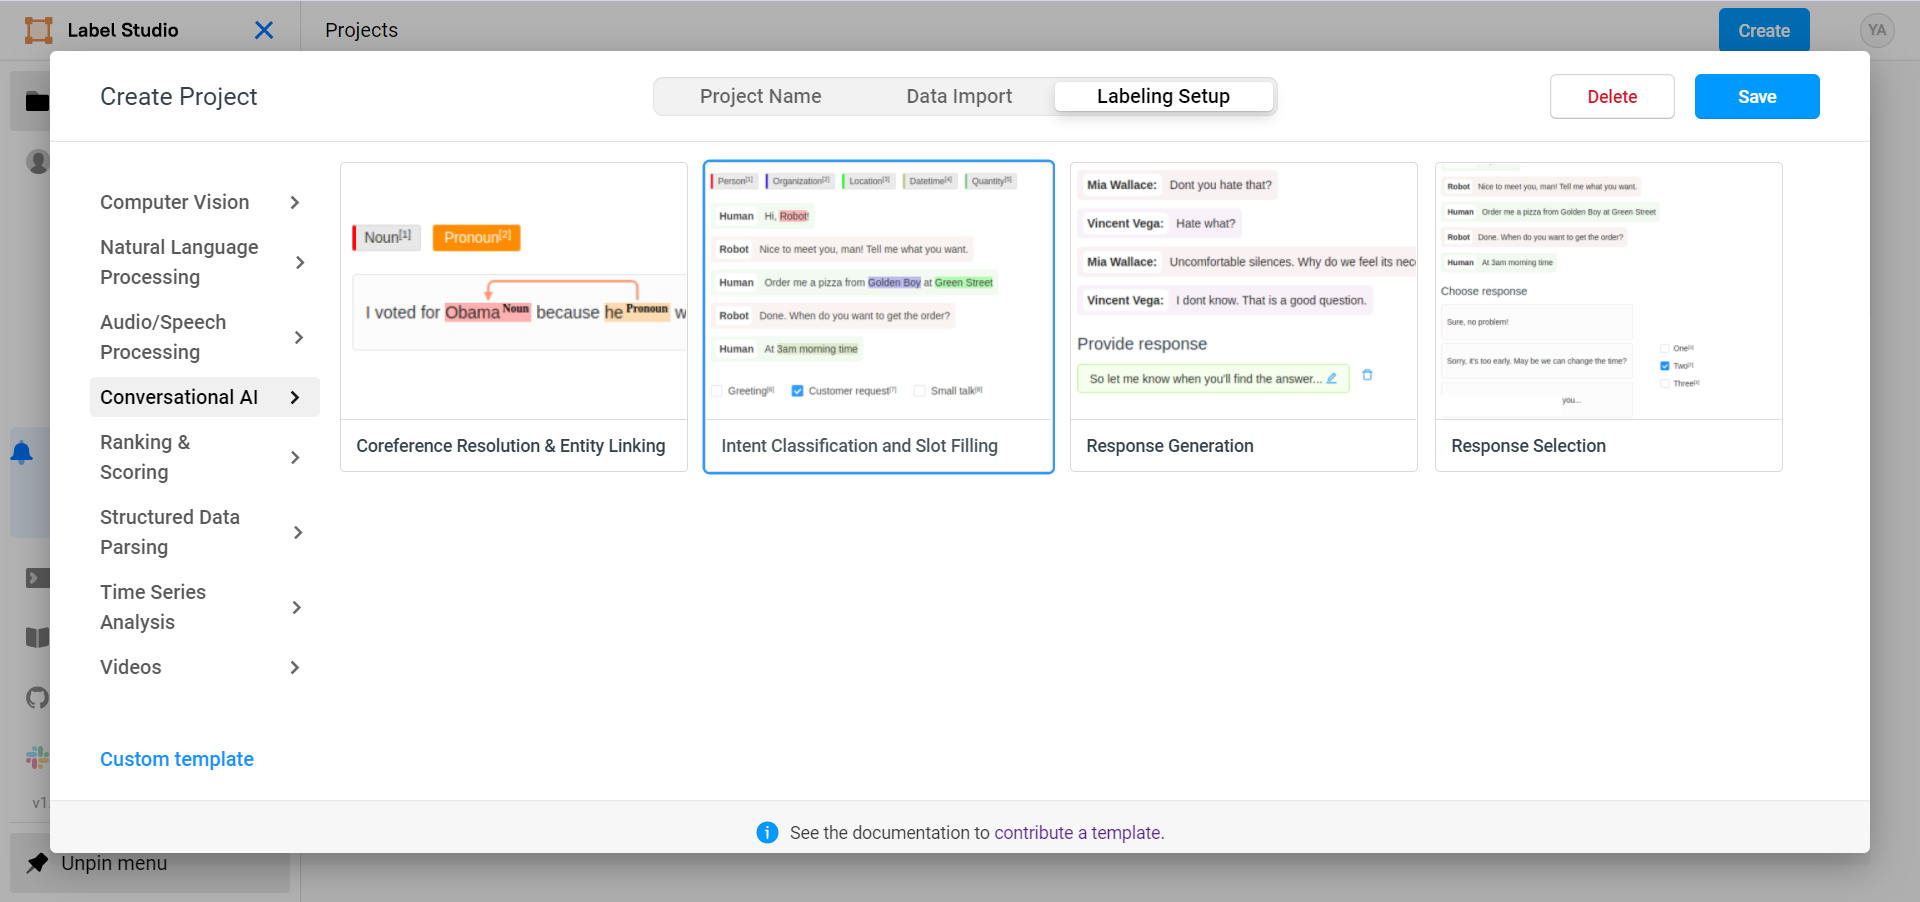 Label Studio
Projects
Create
YA
Create Project
Project Name
Data Import
Labeling Setup
Delete
Save
Computer Vision
Natural Language
Processing
Audio/Speech
Processing
Conversational AI
Ranking &
Scoring
Structured Data
Parsing
Time Series
Analysis
Videos
Custom template
Noun[1]
Pronoun[2]
I voted for Obama Noun because he Pronoun w
Coreference Resolution & Entity Linking
Person[1] Organization[2] Location[3] Datetime[4] Quantity[5]
Human Hi, Robot!
Robot Nice to meet you, man! Tell me what you want.
Human Order me a pizza from Golden Boy at Green Street
Robot Done. When do you want to get the order?
Human At 3am morning time
Greeting[6] Customer request[7] Small talk[8]
Intent Classification and Slot Filling
Mia Wallace: Dont you hate that?
Vincent Vega: Hate what?
Mia Wallace: Uncomfortable silences. Why do we feel its nec
Vincent Vega: I dont know. That is a good question.
Provide response
So let me know when you'll find the answer...
Response Generation
Robot Nice to meet you, man! Tell me what you want.
Human Order me a pizza from Golden Boy at Green Street
Robot Done. When do you want to get the order?
Human At 3am morning time
Choose response
Sure, no problem!
Sorry, it's too early. May be we can change the time?
you...
One[1]
Two[2]
Three[3]
Response Selection
v1.
See the documentation to contribute a template.
Unpin menu